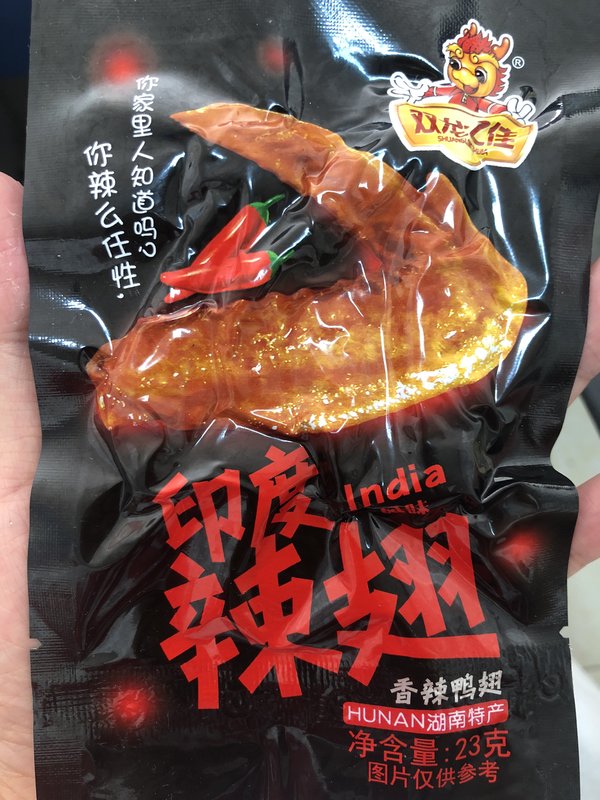 双龙亿佳
®
你家里人知道吗
你辣么任性.
印度
India
辣翅
香辣鸭翅
HUNAN湖南特产
净含量:23克
图片仅供参考